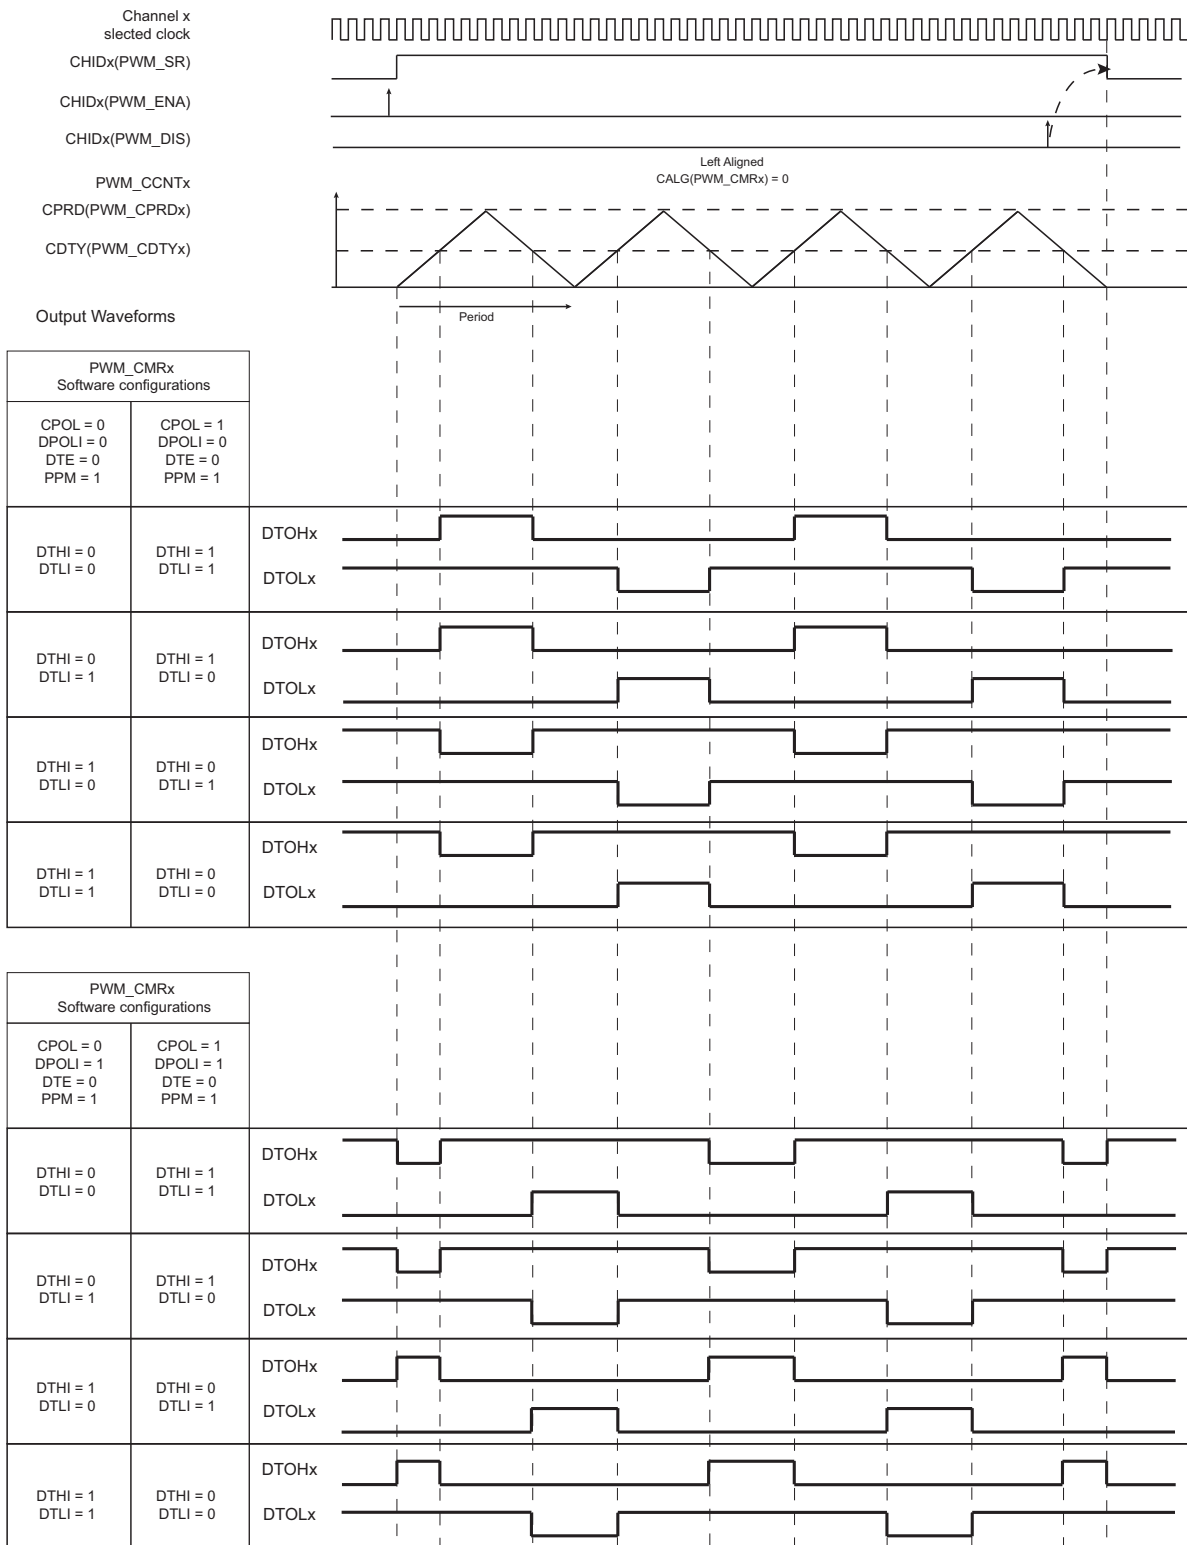 Channel x
slected clock
CHIDx(PWM_SR)
CHIDx(PWM_ENA)
CHIDx(PWM_DIS)
Left Aligned
CALG(PWM_CMRx) = 0
PWM_CCNTx
CPRD(PWM_CPRDx)
CDTY(PWM_CDTYx)
Period
Output Waveforms
PWM_CMRx
Software configurations
CPOL = 0
DPOLI = 0
DTE = 0
PPM = 1
CPOL = 1
DPOLI = 0
DTE = 0
PPM = 1
DTHI = 0
DTLI = 0
DTHI = 1
DTLI = 1
DTOHx
DTOLx
DTHI = 0
DTLI = 1
DTHI = 1
DTLI = 0
DTOHx
DTOLx
DTHI = 1
DTLI = 0
DTHI = 0
DTLI = 1
DTOHx
DTOLx
DTHI = 1
DTLI = 1
DTHI = 0
DTLI = 0
DTOHx
DTOLx
PWM_CMRx
Software configurations
CPOL = 0
DPOLI = 1
DTE = 0
PPM = 1
CPOL = 1
DPOLI = 1
DTE = 0
PPM = 1
DTHI = 0
DTLI = 0
DTHI = 1
DTLI = 1
DTOHx
DTOLx
DTHI = 0
DTLI = 1
DTHI = 1
DTLI = 0
DTOHx
DTOLx
DTHI = 1
DTLI = 0
DTHI = 0
DTLI = 1
DTOHx
DTOLx
DTHI = 1
DTLI = 1
DTHI = 0
DTLI = 0
DTOHx
DTOLx